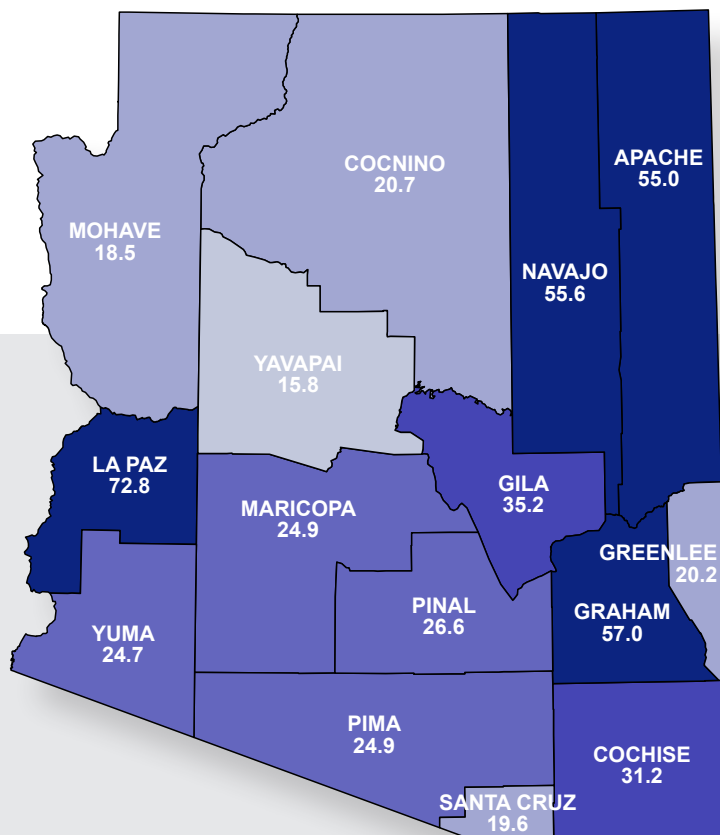 COCNINO
20.7
APACHE
55.0
MOHAVE
18.5
NAVAJO
55.6
YAVAPAI
15.8
LA PAZ
72.8
GILA
35.2
MARICOPA
24.9
GREENLEE
20.2
PINAL
26.6
GRAHAM
57.0
YUMA
24.7
PIMA
24.9
COCHISE
31.2
SANTA CRUZ
19.6